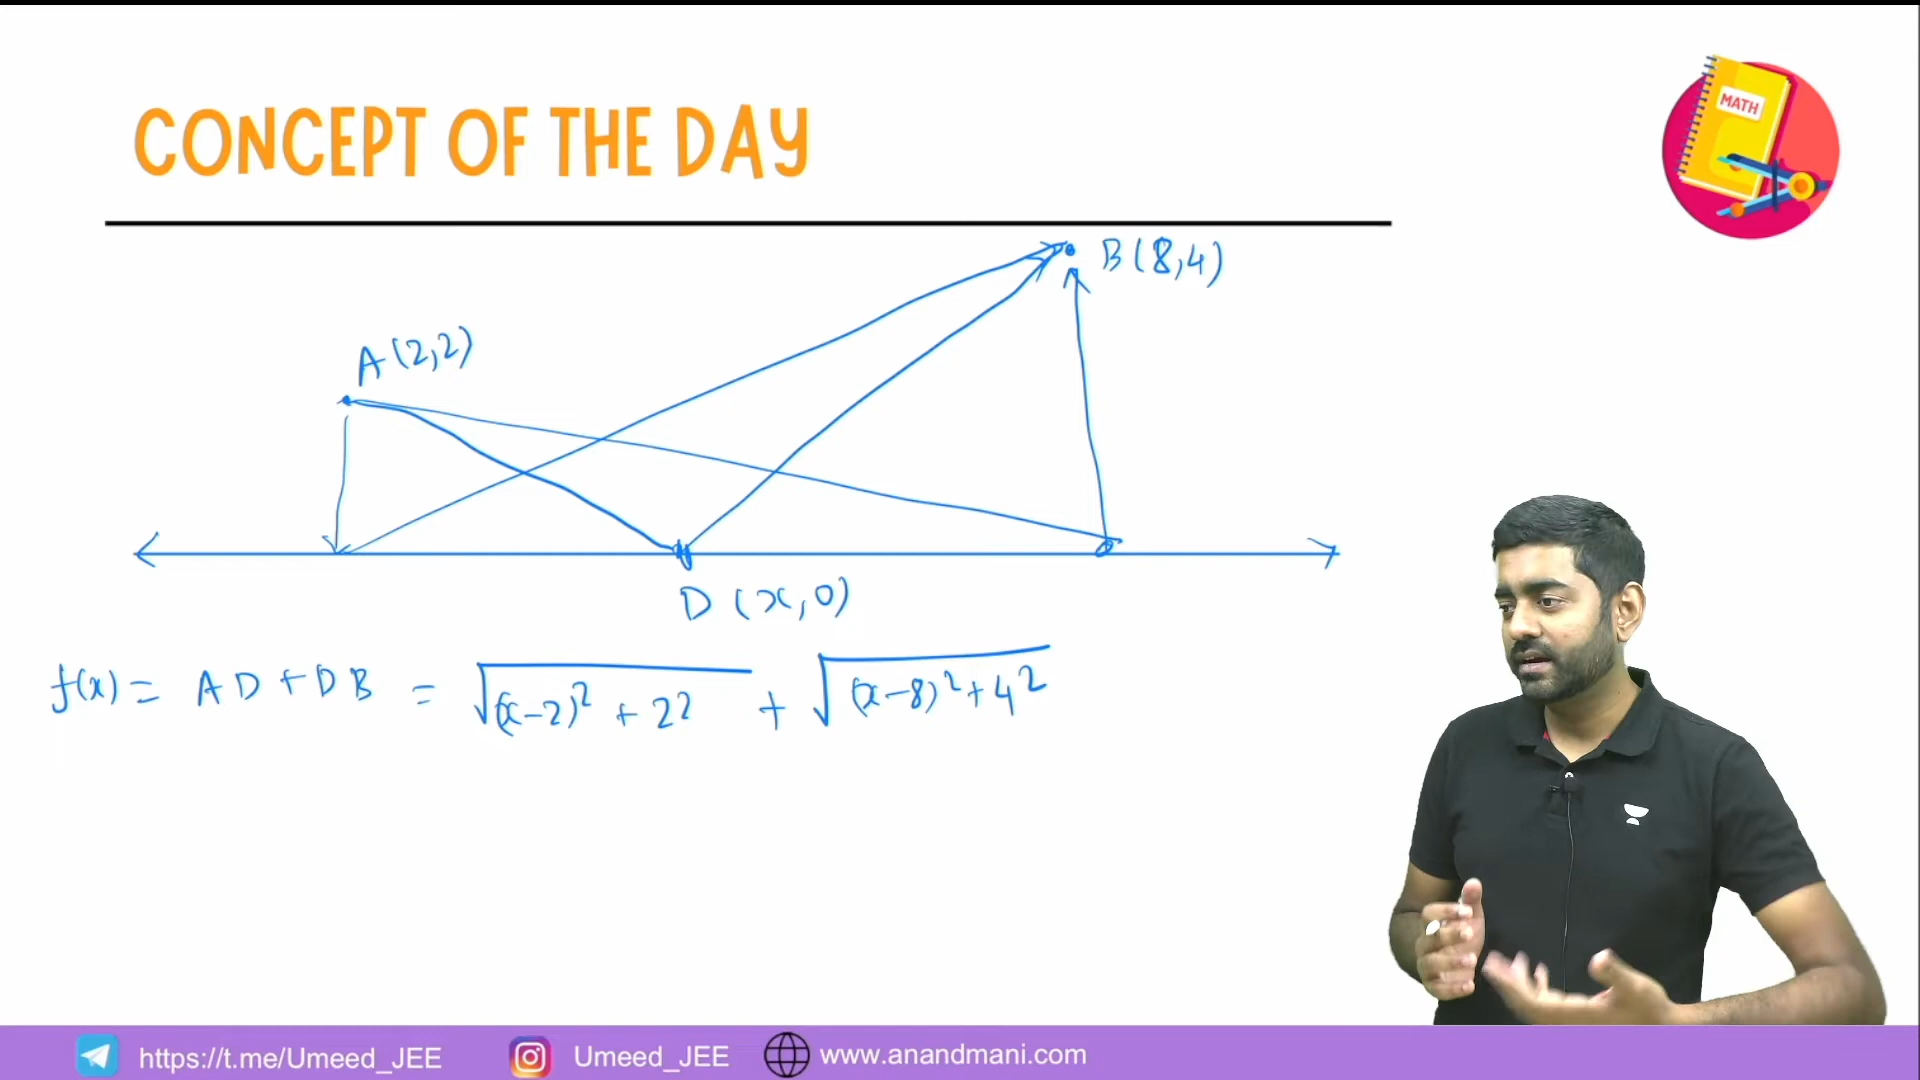 CONCEPT OF THE DAY
MATH
B(8,4)
A(2,2)
D(x,0)
f(x) = AD+DB = √(x-2)² + 2² + √(x-8)² + 4²
https://t.me/Umeed_JEE Umeed_JEE www.anandmani.com